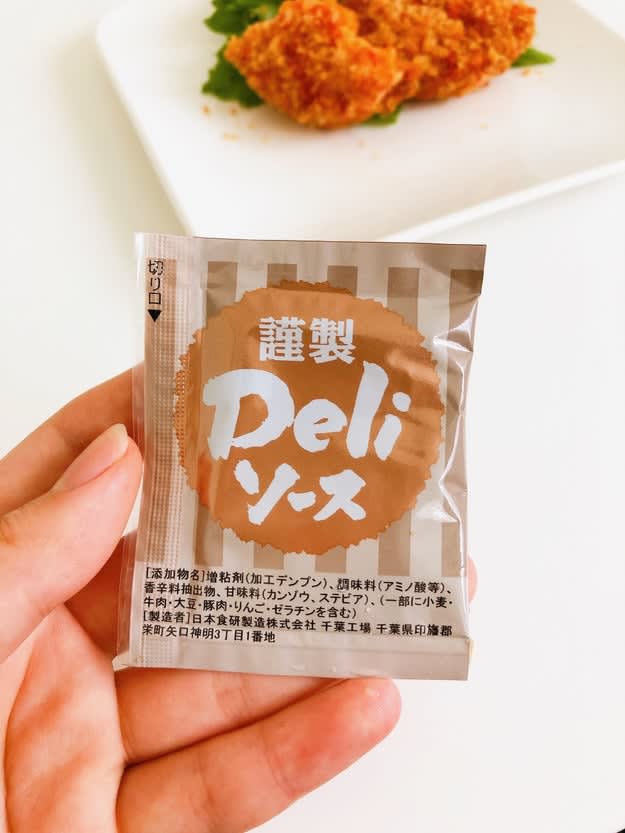 切り口▼
謹製
Deli
ソース
[添加物名]増粘剤(加工デンプン)、調味料(アミノ酸等)、
香辛料抽出物、甘味料(カンゾウ、ステビア)、(一部に小麦・
牛肉・大豆・豚肉・りんご・ゼラチンを含む)
[製造者]日本食研製造株式会社 千葉工場 千葉県印旛郡
栄町矢口神明3丁目1番地